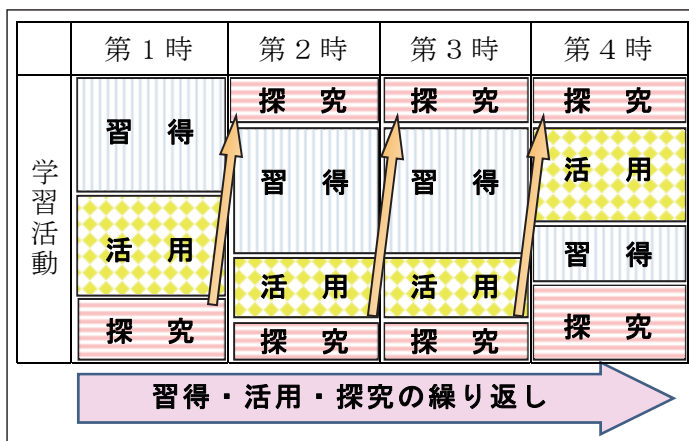 第1時 第2時 第3時 第4時
学習活動
習得
活用
探究
探究
習得
活用
探究
探究
習得
活用
探究
探究
活用
習得
探究
習得・活用・探究の繰り返し